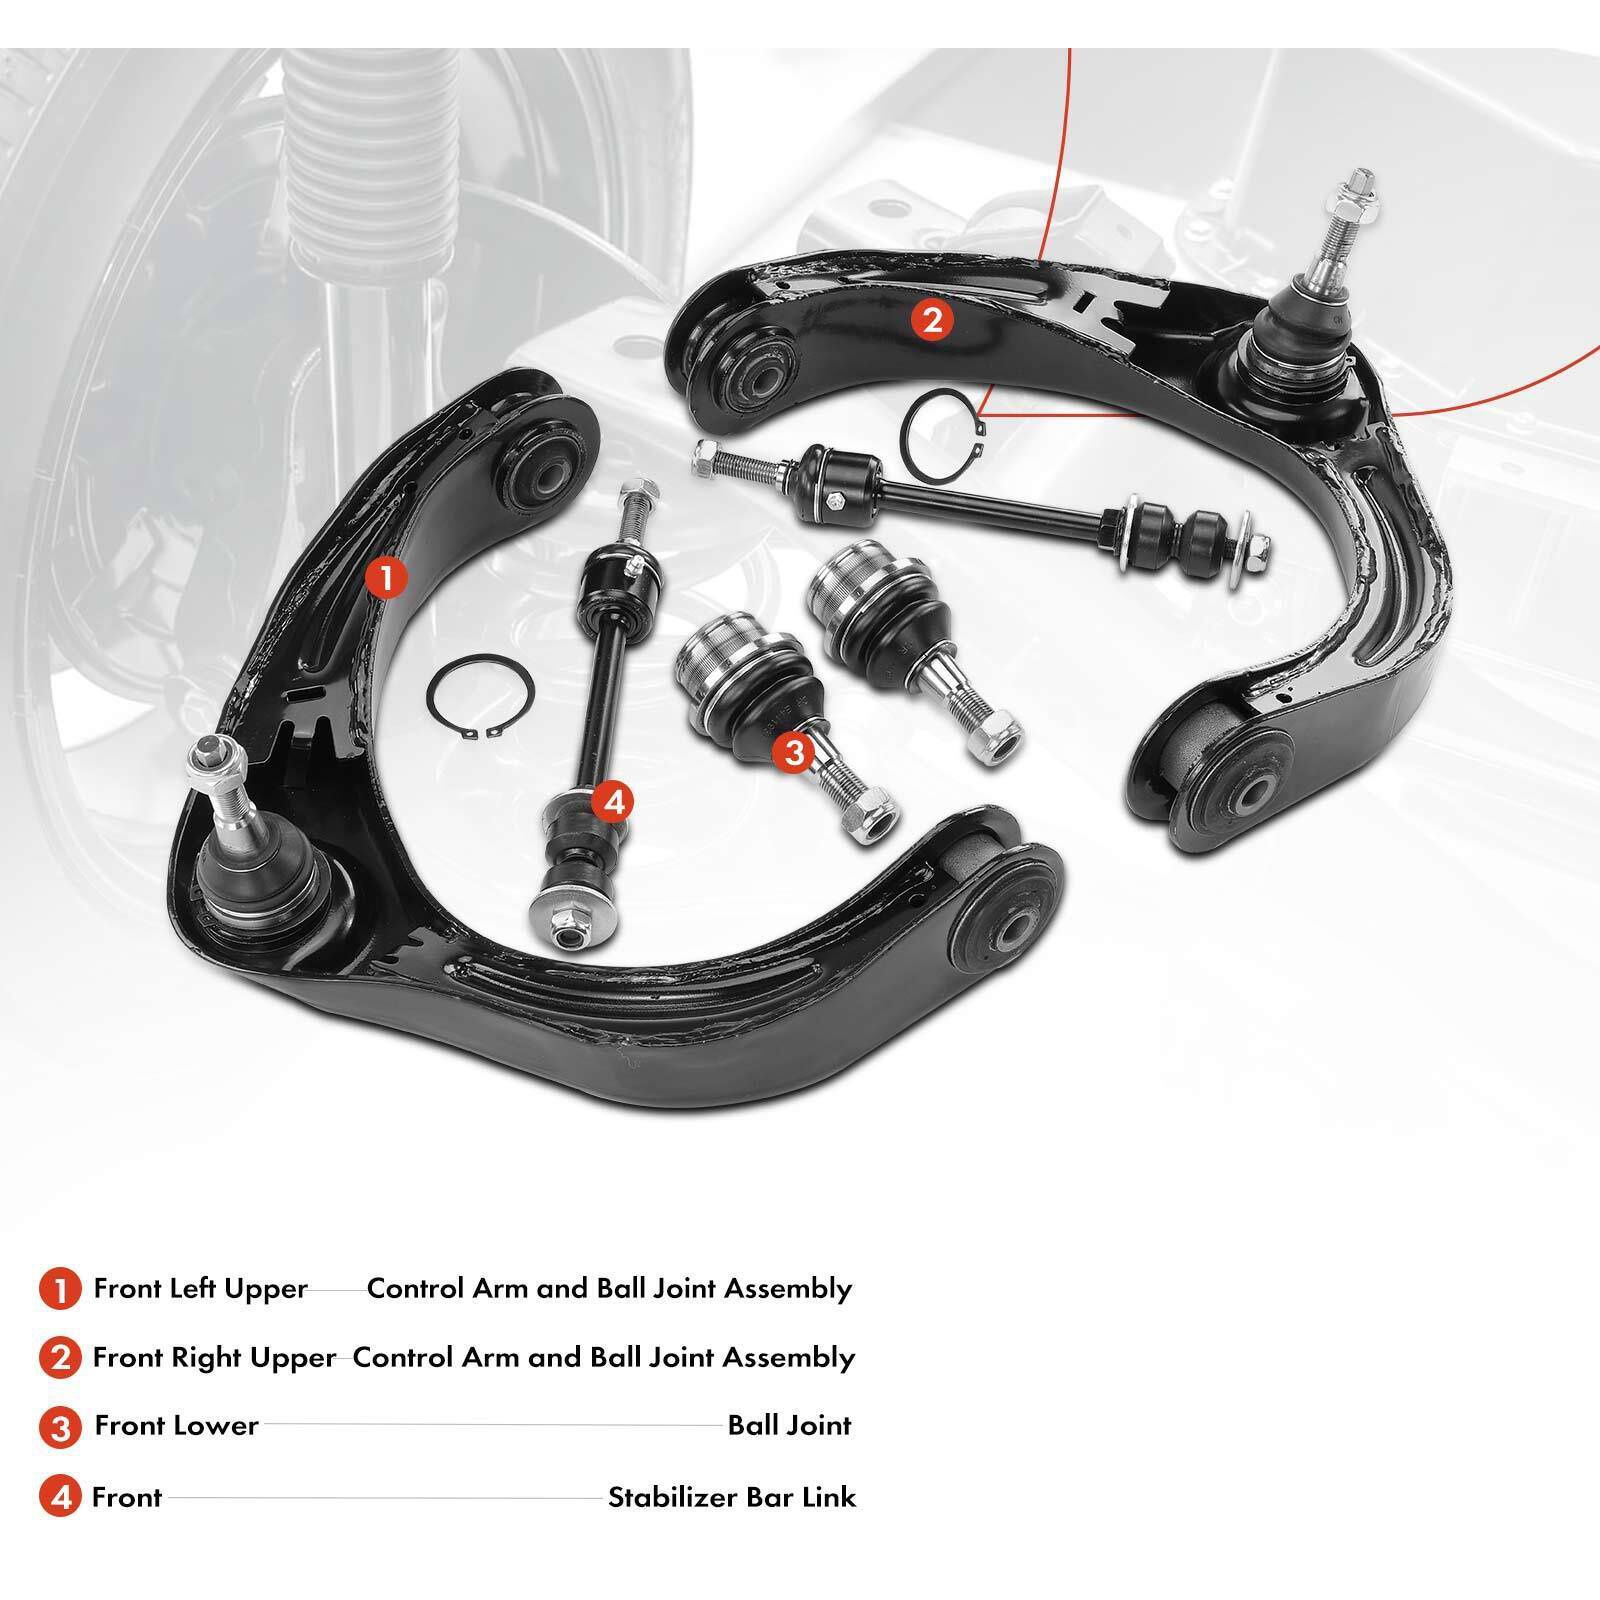 2
1
3
4
1 Front Left Upper Control Arm and Ball Joint Assembly
2 Front Right Upper Control Arm and Ball Joint Assembly
3 Front Lower Ball Joint
4 Front Stabilizer Bar Link